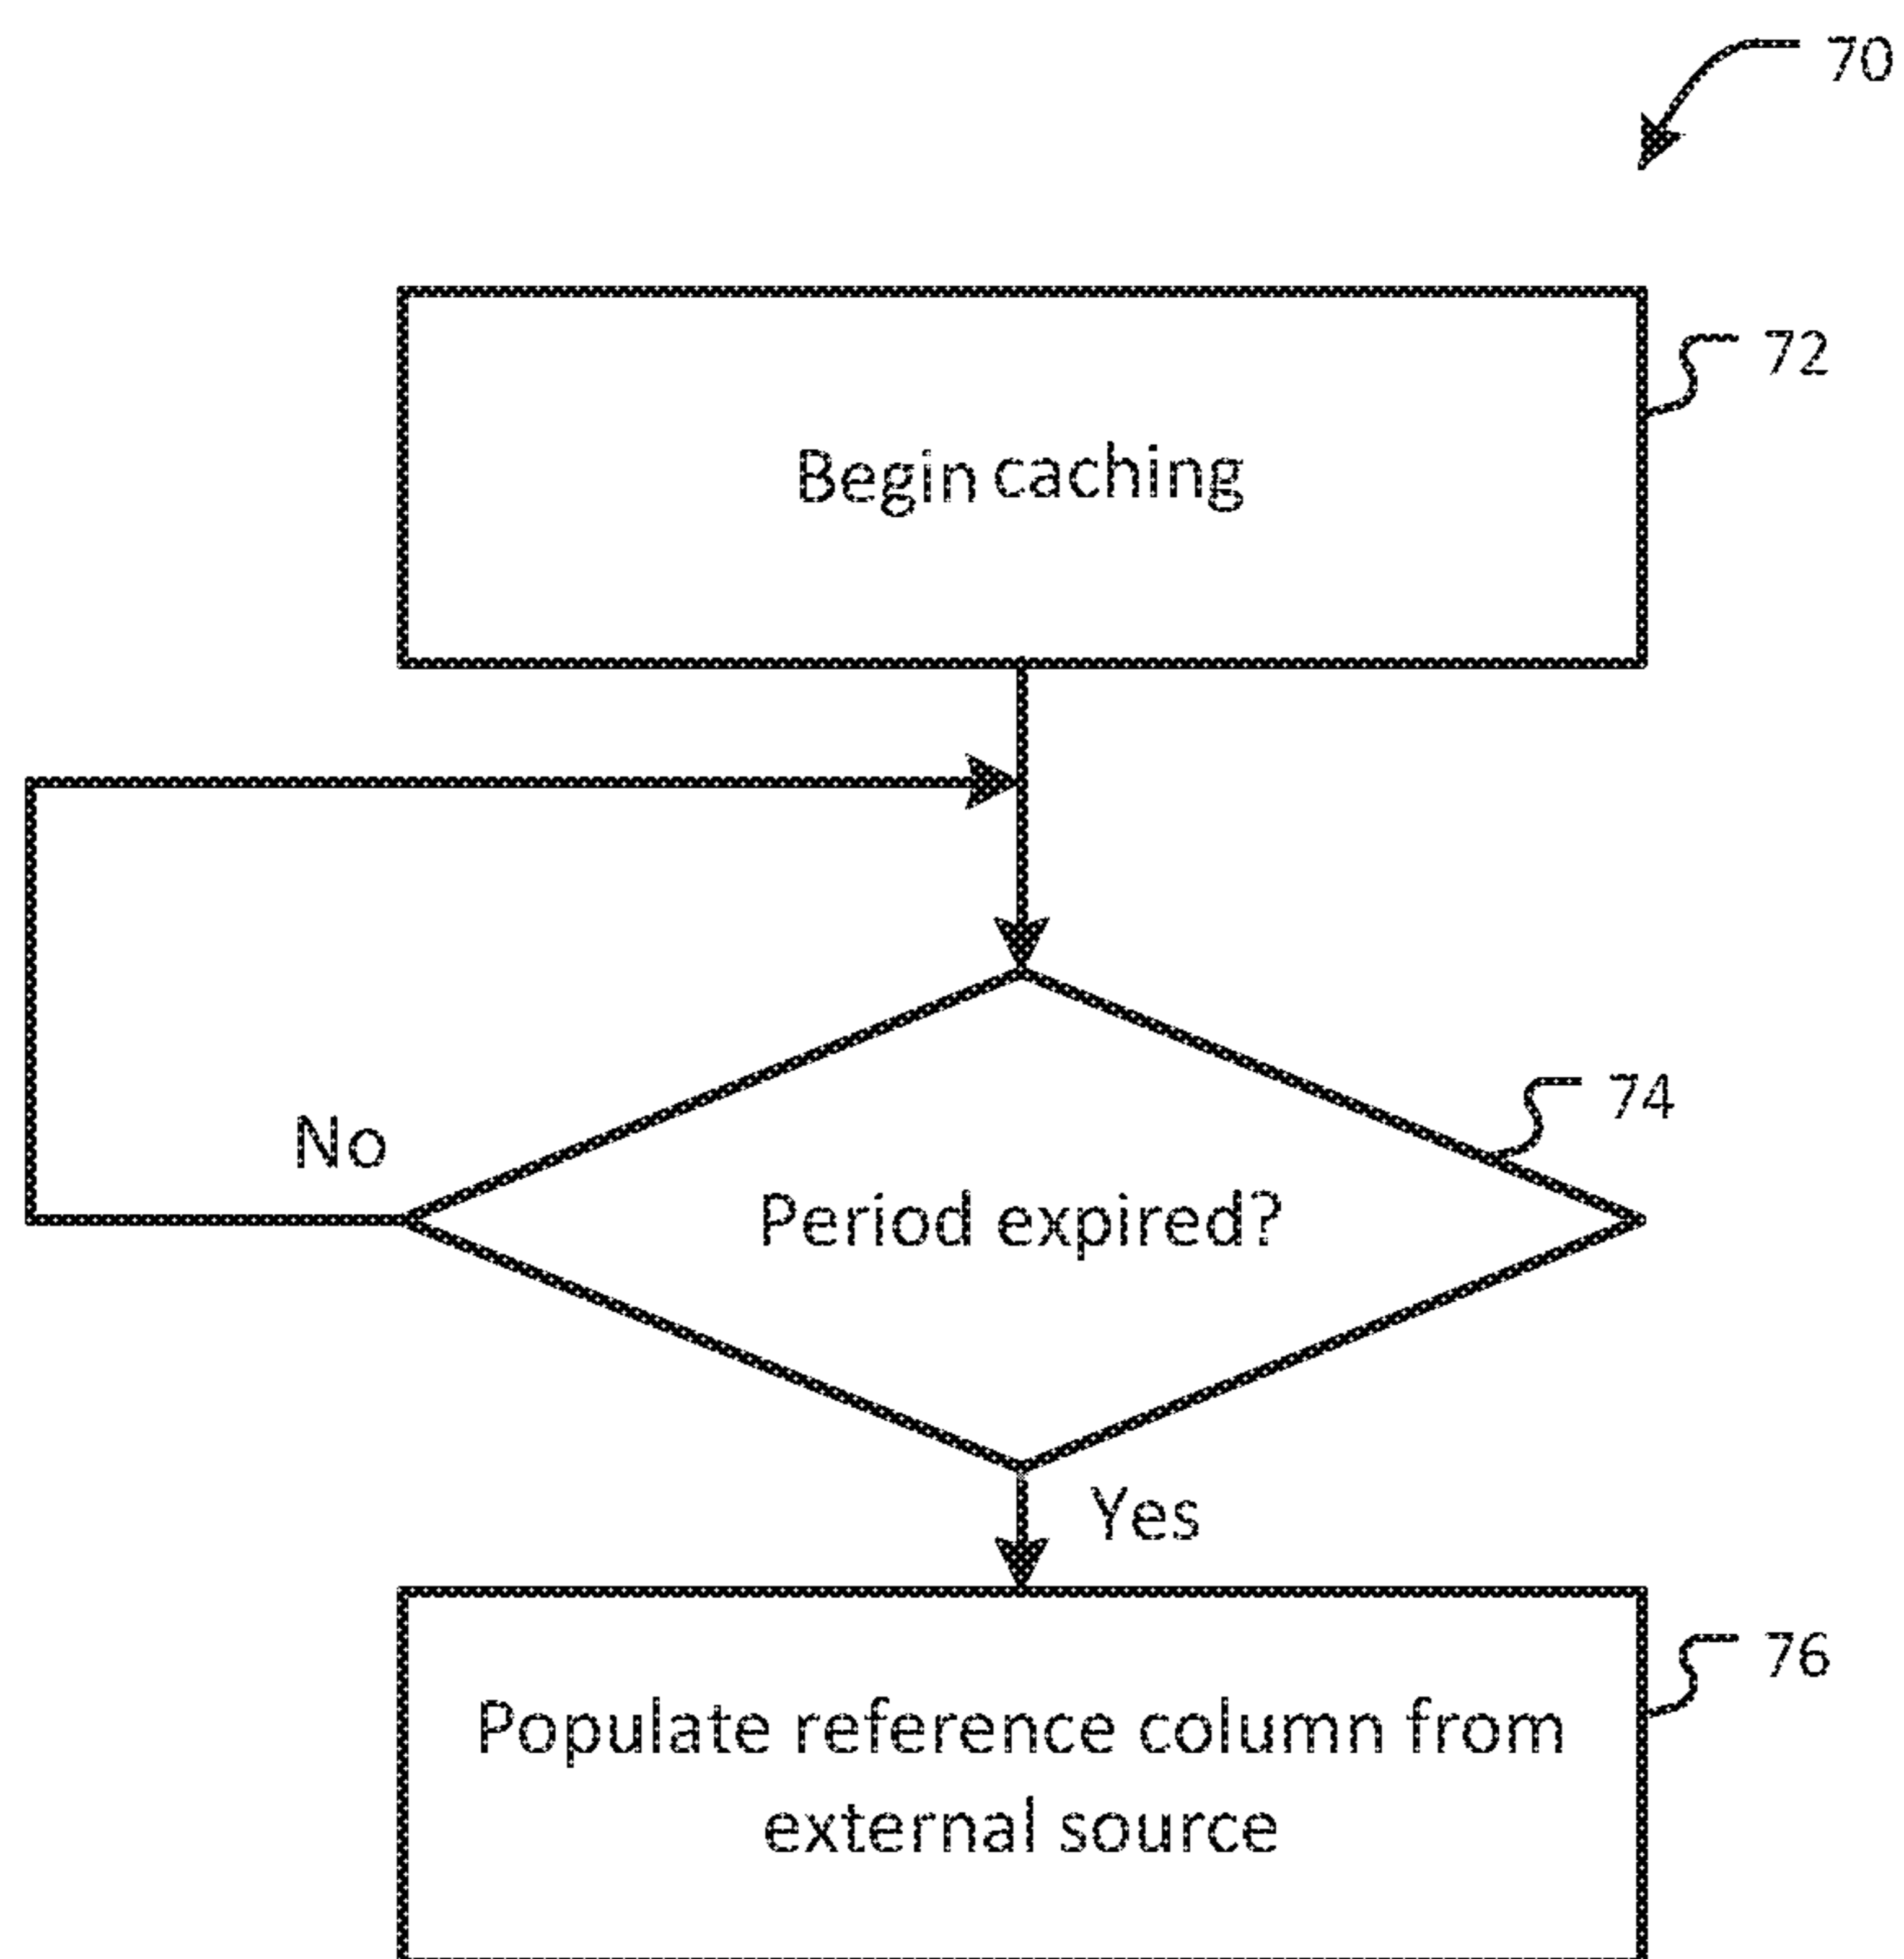 70
72
Begin caching
74
No
Period expired?
Yes
76
Populate reference column from
external source